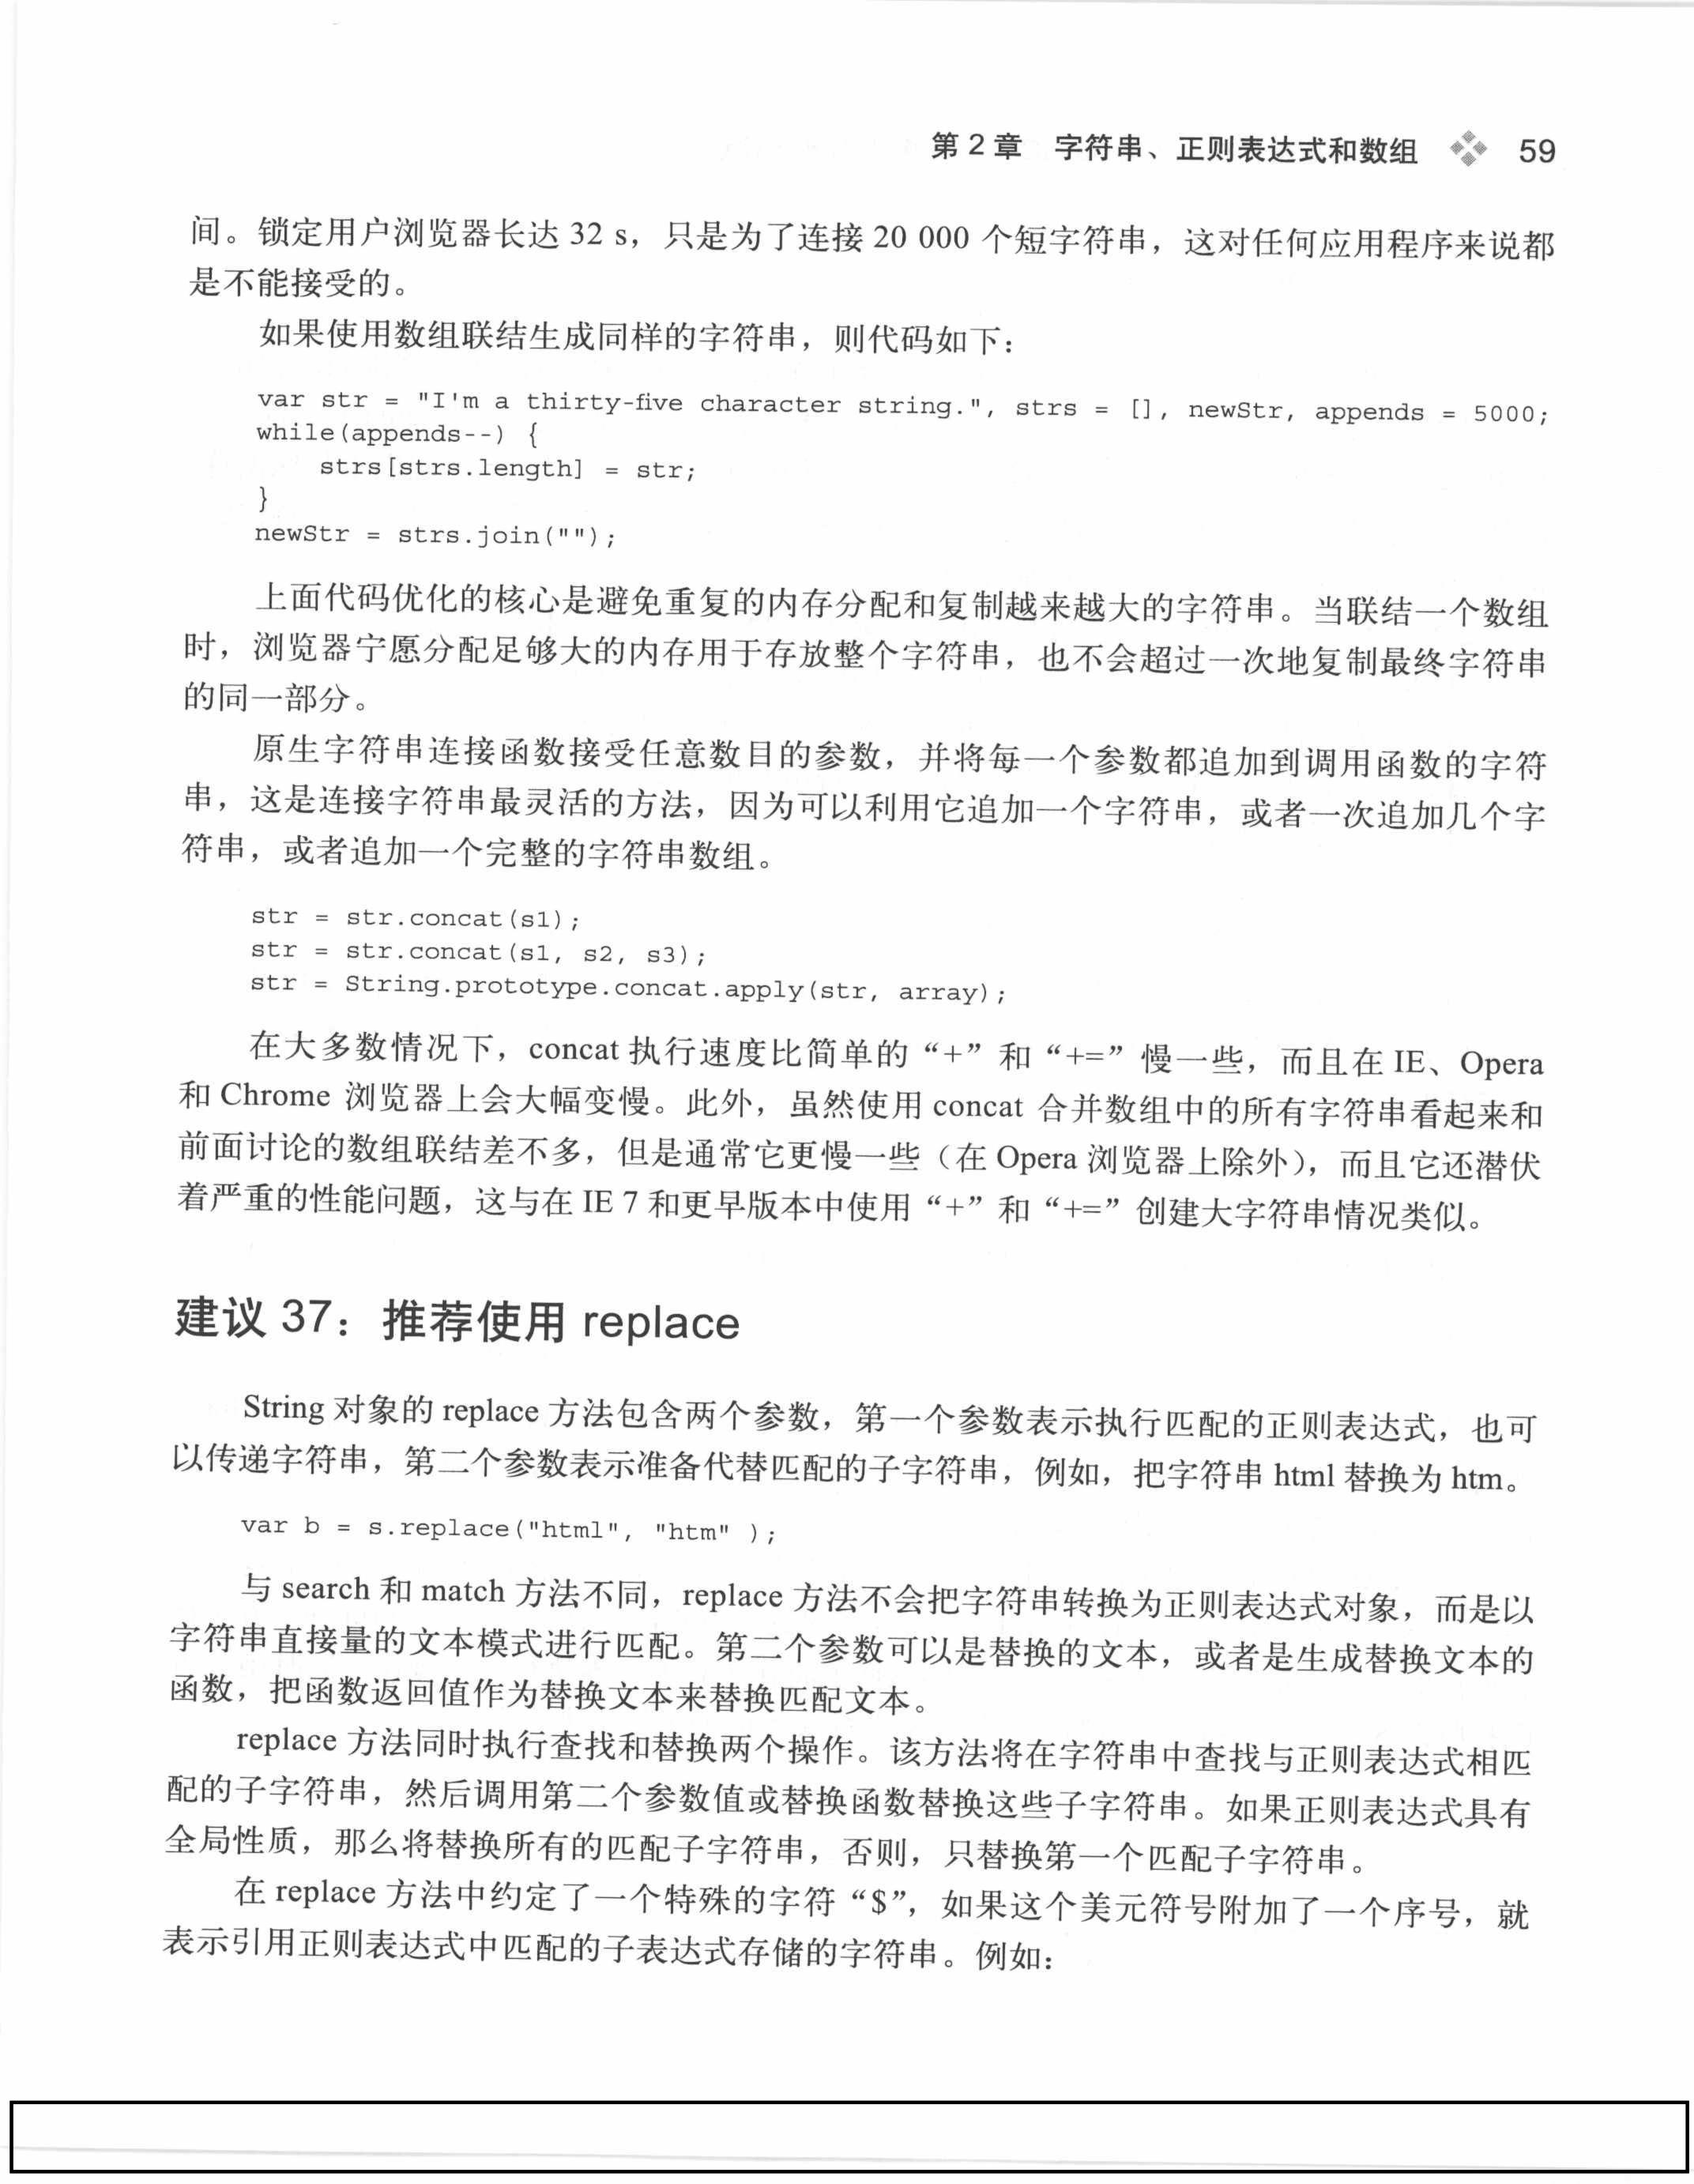 第 2 章 字符串、正则表达式和数组 59
间。锁定用户浏览器长达 32 s，只是为了连接 20 000 个短字符串，这对任何应用程序来说都
是不能接受的。
如果使用数组联结生成同样的字符串，则代码如下：
var str = "I'm a thirty-five character string.", strs = [], newStr, appends = 5000;
while(appends--) {
    strs[strs.length] = str;
}
newStr = strs.join("");
上面代码优化的核心是避免重复的内存分配和复制越来越大的字符串。当联结一个数组
时，浏览器宁愿分配足够大的内存用于存放整个字符串，也不会超过一次地复制最终字符串
的同一部分。
原生字符串连接函数接受任意数目的参数，并将每一个参数都追加到调用函数的字符
串，这是连接字符串最灵活的方法，因为可以利用它追加一个字符串，或者一次追加几个字
符串，或者追加一个完整的字符串数组。
str = str.concat(s1);
str = str.concat(s1, s2, s3);
str = String.prototype.concat.apply(str, array);
在大多数情况下，concat 执行速度比简单的“+”和“+=”慢一些，而且在 IE、Opera
和 Chrome 浏览器上会大幅变慢。此外，虽然使用 concat 合并数组中的所有字符串看起来和
前面讨论的数组联结差不多，但是通常它更慢一些（在 Opera 浏览器上除外），而且它还潜伏
着严重的性能问题，这与在 IE 7 和更早版本中使用“+”和“+=”创建大字符串情况类似。
建议 37：推荐使用 replace
String 对象的 replace 方法包含两个参数，第一个参数表示执行匹配的正则表达式，也可
以传递字符串，第二个参数表示准备代替匹配的子字符串，例如，把字符串 html 替换为 htm。
var b = s.replace("html", "htm" );
与 search 和 match 方法不同，replace 方法不会把字符串转换为正则表达式对象，而是以
字符串直接量的文本模式进行匹配。第二个参数可以是替换的文本，或者是生成替换文本的
函数，把函数返回值作为替换文本来替换匹配文本。
replace 方法同时执行查找和替换两个操作。该方法将在字符串中查找与正则表达式相匹
配的子字符串，然后调用第二个参数值或替换函数替换这些子字符串。如果正则表达式具有
全局性质，那么将替换所有的匹配子字符串，否则，只替换第一个匹配子字符串。
在 replace 方法中约定了一个特殊的字符“$”，如果这个美元符号附加了一个序号，就
表示引用正则表达式中匹配的子表达式存储的字符串。例如：